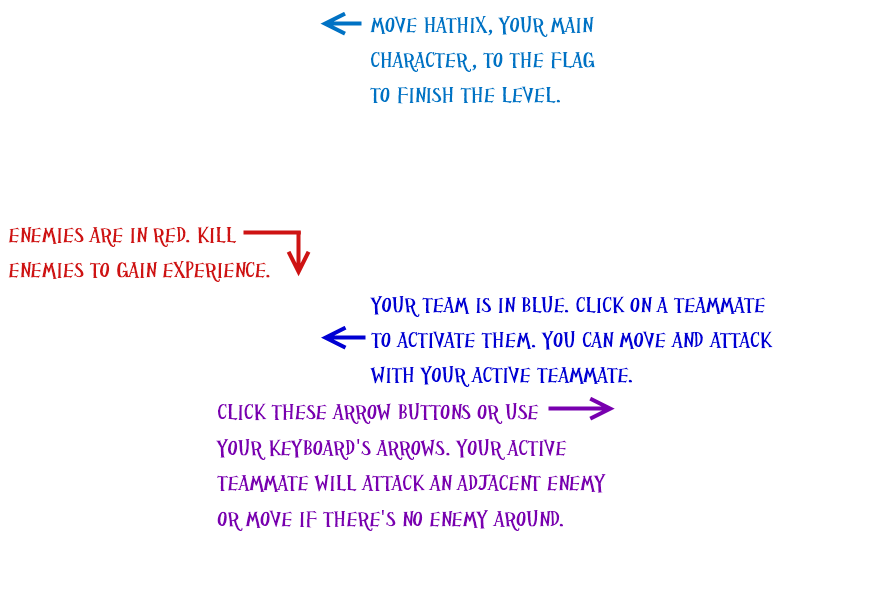 MOVE HATHIX, YOUR MAIN
CHARACTER, TO THE FLAG
TO FINISH THE LEVEL.
ENEMIES ARE IN RED. KILL
ENEMIES TO GAIN EXPERIENCE.
YOUR TEAM IS IN BLUE. CLICK ON A TEAMMATE
TO ACTIVATE THEM. YOU CAN MOVE AND ATTACK
WITH YOUR ACTIVE TEAMMATE.
CLICK THESE ARROW BUTTONS OR USE
YOUR KEYBOARD'S ARROWS. YOUR ACTIVE
TEAMMATE WILL ATTACK AN ADJACENT ENEMY
OR MOVE IF THERE'S NO ENEMY AROUND.